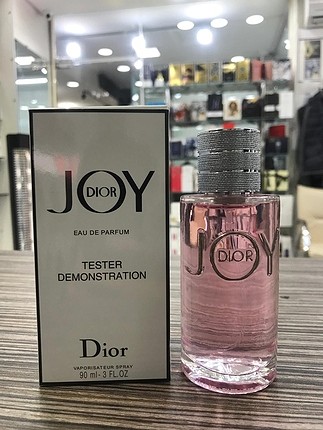 JOY
DIOR
EAU DE PARFUM
TESTER
DEMONSTRATION
Dior
VAPORISATEUR SPRAY
90 ml - 3 FL.OZ
JOY
DIOR